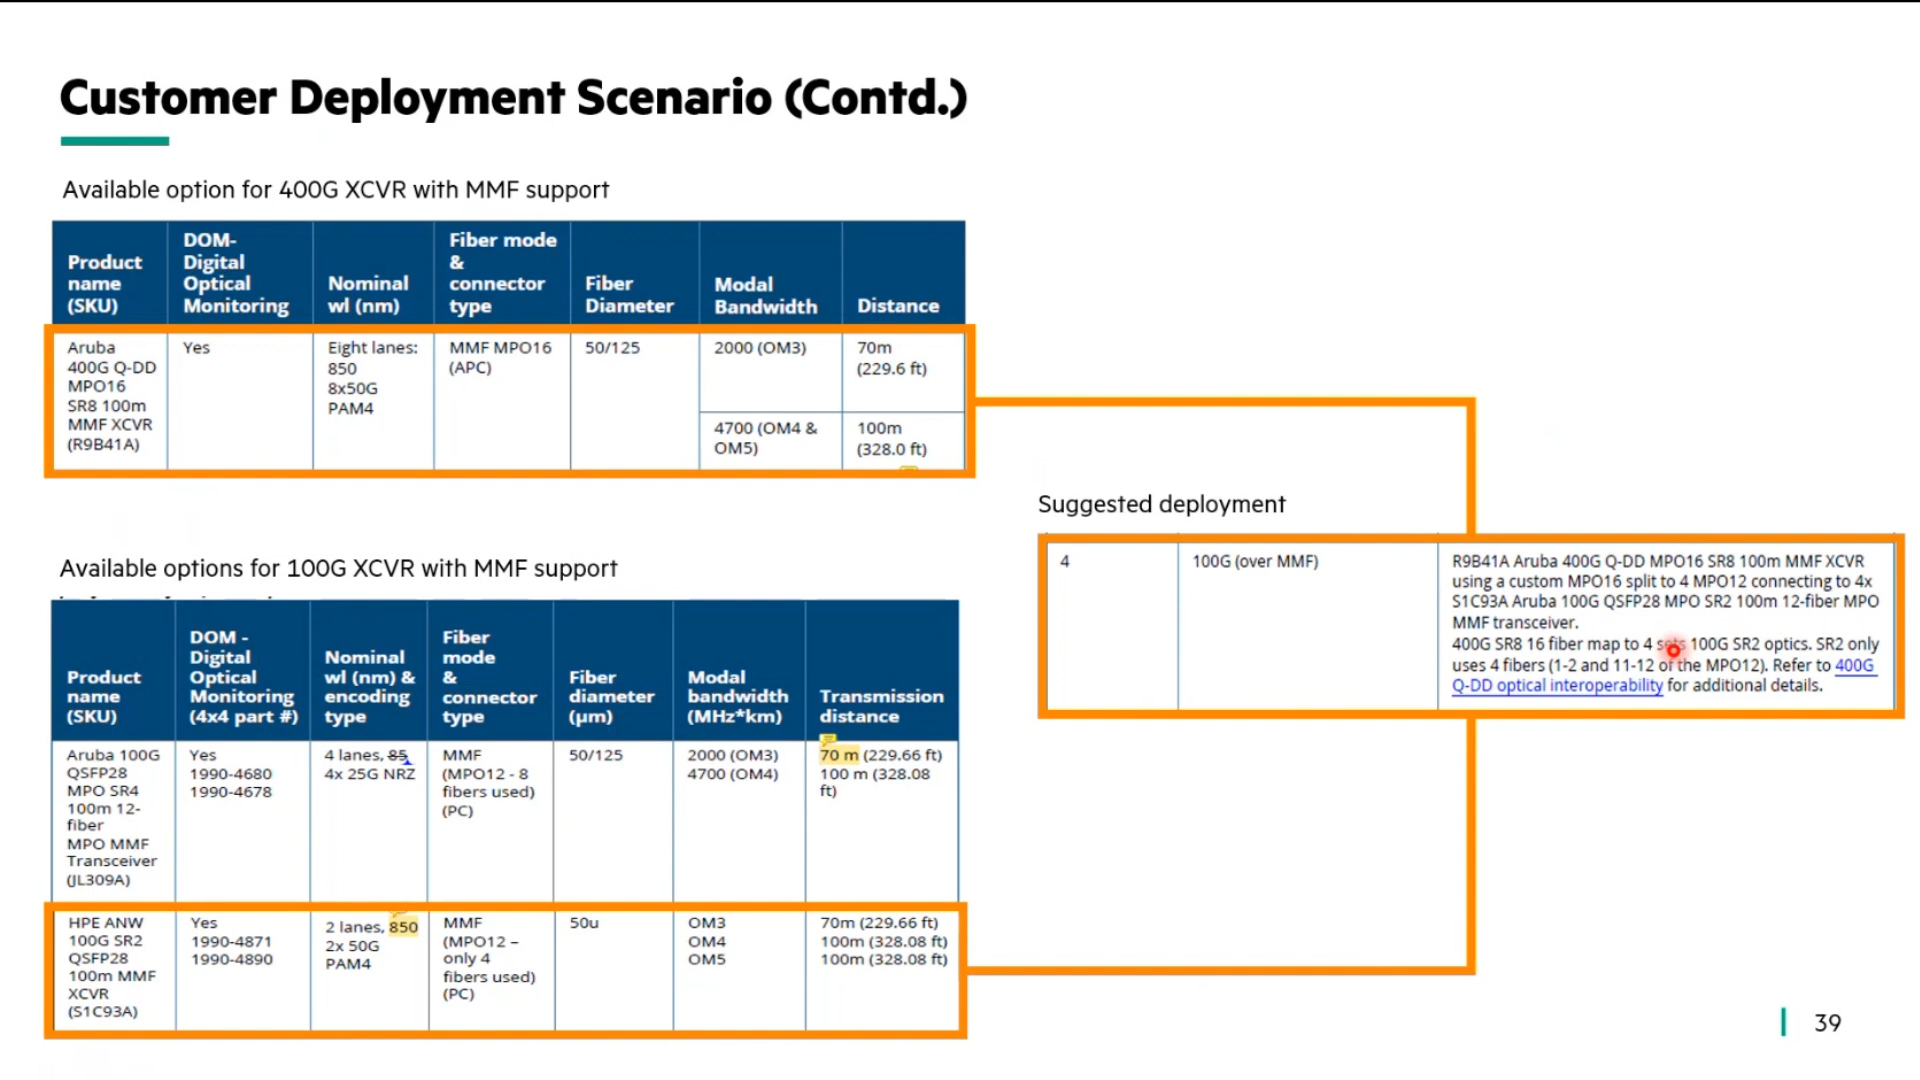 Customer Deployment Scenario (Contd.)
Available option for 400G XCVR with MMF support
Product name (SKU)
DOM- Digital Optical Monitoring
Nominal wl (nm)
Fiber mode & connector type
Fiber Diameter
Modal Bandwidth
Distance
Aruba
400G Q-DD
MPO16
SR8 100m
MMF XCVR
(R9B41A)
Yes
Eight lanes:
850
8x50G
PAM4
MMF MPO16
(APC)
50/125
2000 (OM3)
70m
(229.6 ft)
4700 (OM4 &
OM5)
100m
(328.0 ft)
Available options for 100G XCVR with MMF support
Product name (SKU)
DOM - Digital Optical Monitoring (4x4 part #)
Nominal wl (nm) & encoding type
Fiber mode & connector type
Fiber diameter (µm)
Modal bandwidth (MHz*km)
Transmission distance
Aruba 100G
QSFP28
MPO SR4
100m 12-
fiber
MPO MMF
Transceiver
(JL309A)
Yes
1990-4680
1990-4678
4 lanes, 85
4x 25G NRZ
MMF
(MPO12 - 8
fibers used)
(PC)
50/125
2000 (OM3)
4700 (OM4)
70 m (229.66 ft)
100 m (328.08
ft)
HPE ANW
100G SR2
QSFP28
100m MMF
XCVR
(S1C93A)
Yes
1990-4871
1990-4890
2 lanes, 850
2x 50G
PAM4
MMF
(MPO12 –
only 4
fibers used)
(PC)
50u
OM3
OM4
OM5
70m (229.66 ft)
100m (328.08 ft)
100m (328.08 ft)
Suggested deployment
4
100G (over MMF)
R9B41A Aruba 400G Q-DD MPO16 SR8 100m MMF XCVR
using a custom MPO16 split to 4 MPO12 connecting to 4x
S1C93A Aruba 100G QSFP28 MPO SR2 100m 12-fiber MPO
MMF transceiver.
400G SR8 16 fiber map to 4 sets 100G SR2 optics. SR2 only
uses 4 fibers (1-2 and 11-12 of the MPO12). Refer to 400G
Q-DD optical interoperability for additional details.
39